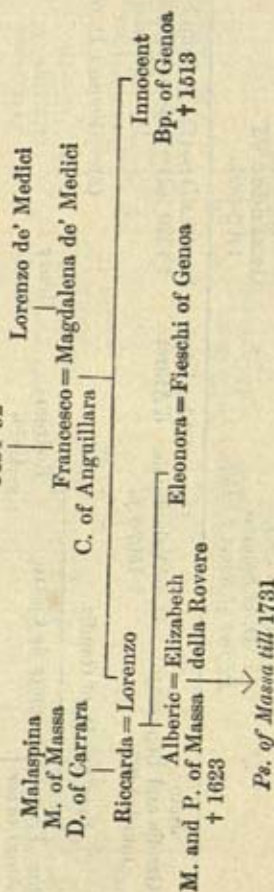 Lorenzo de' Medici
Francesco = Magdalena de' Medici
C. of Anguillara
Malaspina
M. of Massa
D. of Carrara
Riccarda = Lorenzo
Innocent
Bp. of Genoa
† 1513
Alberic = Elizabeth
M. and P. of Massa della Rovere
† 1623
Eleonora = Fieschi of Genoa
Ps. of Massa till 1731